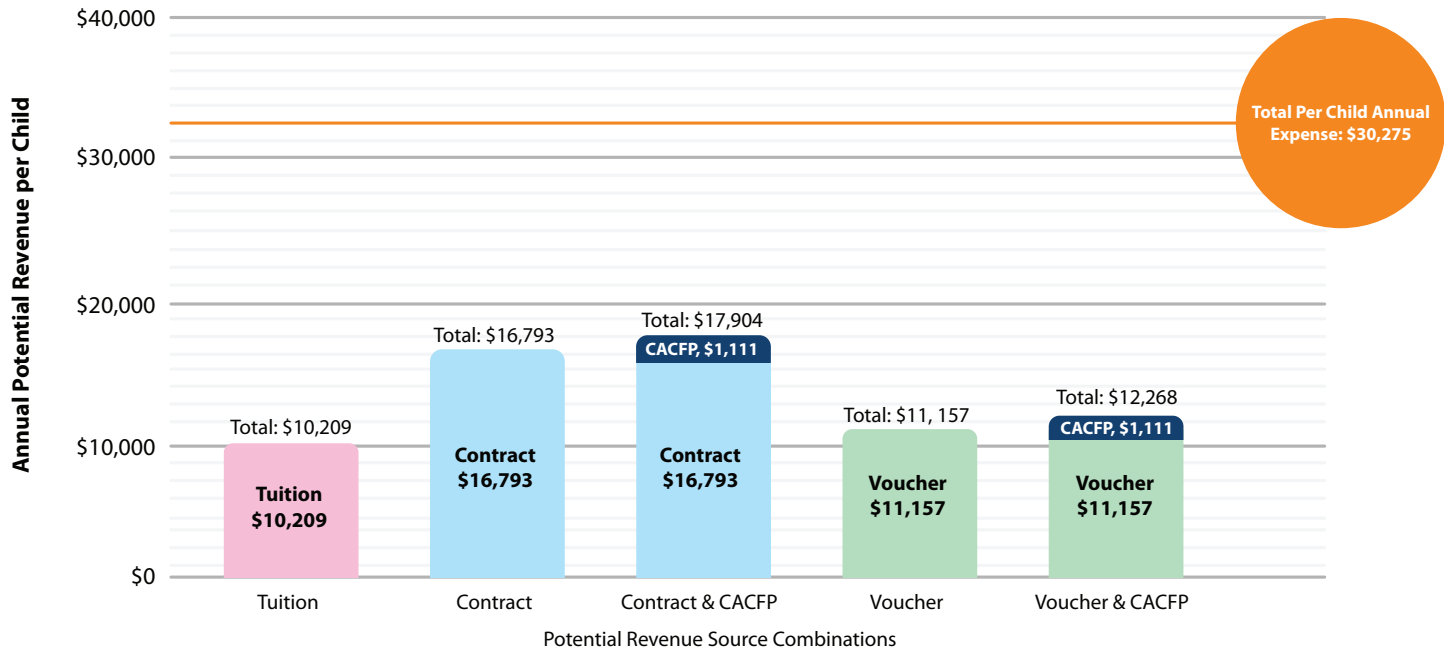 Annual Potential Revenue per Child
$40,000
$30,000
$20,000
$10,000
$0
Total Per Child Annual
Expense: $30,275
Total: $10,209
Tuition
$10,209
Total: $16,793
Contract
$16,793
Total: $17,904
CACFP, $1,111
Contract
$16,793
Total: $11, 157
Voucher
$11,157
Total: $12,268
CACFP, $1,111
Voucher
$11,157
Tuition
Contract
Contract & CACFP
Voucher
Voucher & CACFP
Potential Revenue Source Combinations